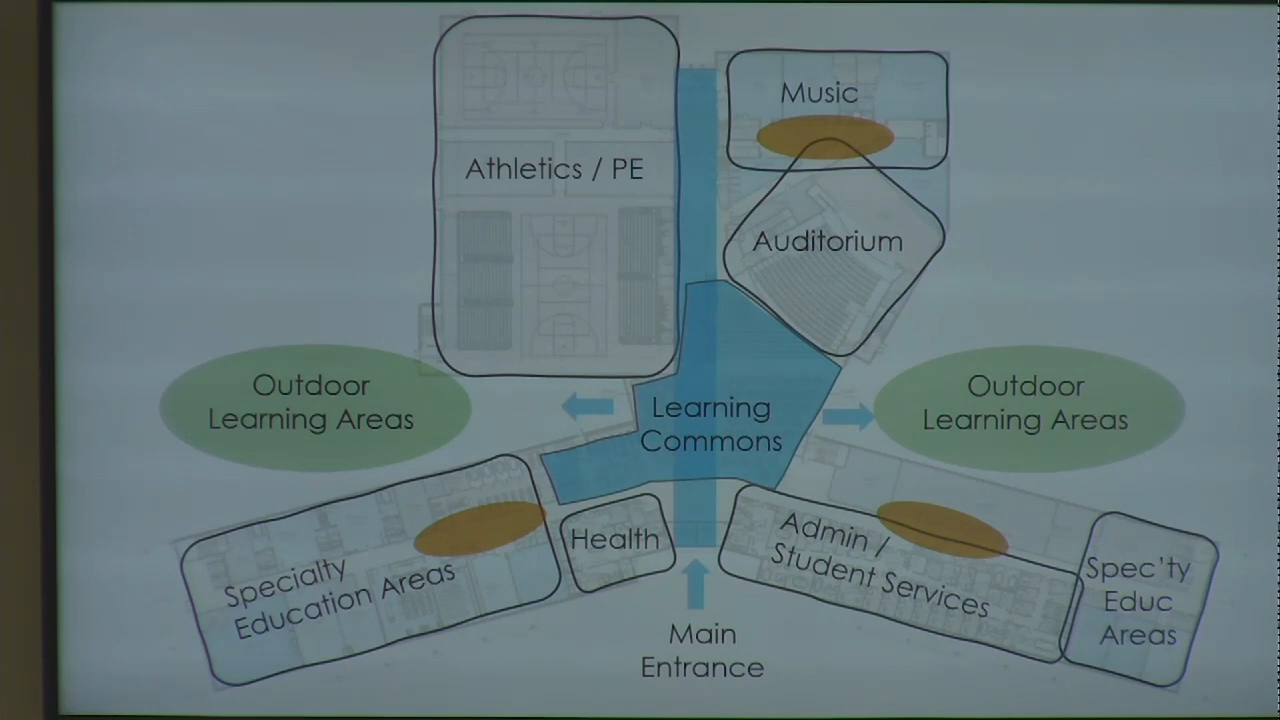 Music
Athletics / PE
Auditorium
Outdoor
Learning Areas
Learning
Commons
Outdoor
Learning Areas
Specialty
Education Areas
Health
Admin /
Student Services
Spec'ty
Educ
Areas
Main
Entrance